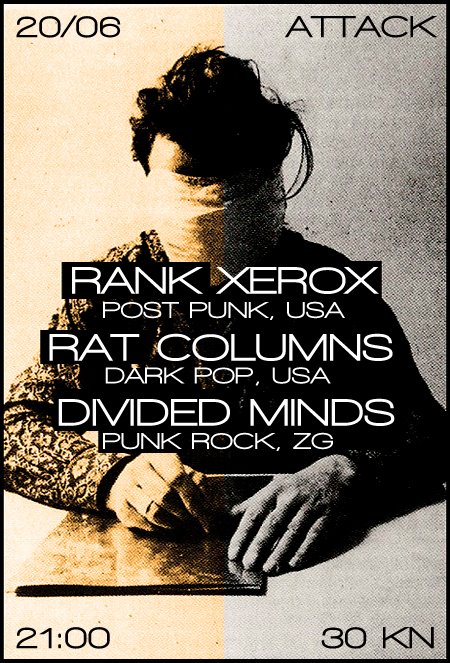 20/06 ATTACK
RANK XEROX
POST PUNK, USA
RAT COLUMNS
DARK POP, USA
DIVIDED MINDS
PUNK ROCK, ZG
21:00 30 KN